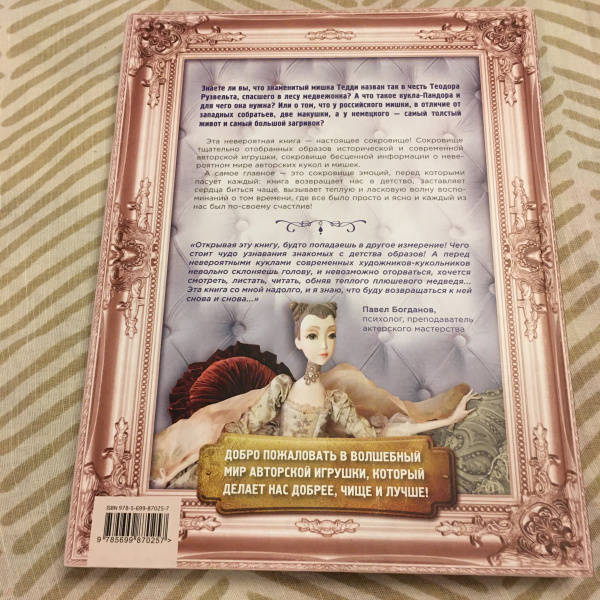 Знаете ли вы, что знаменитый мишка Тедди назван так в честь Теодора
Рузвельта, спасшего в лесу медвежонка? А что такое кукла-Пандора и
для чего она нужна? Или о том, что у российского мишки, в отличие от
западных собратьев, две макушки, а у немецкого — самый толстый
живот и самый большой загривок?
Эта невероятная книга — настоящее сокровище! Сокровище
тщательно отобранных образов исторической и современной
авторской игрушки, сокровище бесценной информации о неве-
роятном мире авторских кукол и мишек.
А самое главное — это сокровище эмоций, перед которыми
пасует каждый: книга возвращает нас в детство, заставляет
сердца биться чаще, вызывает теплую и ласковую волну воспо-
минаний о том времени, где все было просто и ясно и каждый из
нас был по-своему счастлив!
«Открывая эту книгу, будто попадаешь в другое измерение! Чего
стоит чудо узнавания знакомых с детства образов! А перед
невероятными куклами современных художников-кукольников
невольно склоняешь голову, и невозможно оторваться, хочется
смотреть, листать, читать, обняв теплого плюшевого медведя...
Эта книга со мной надолго, и я знаю, что буду возвращаться к ней
снова и снова...»
Павел Богданов,
психолог, преподаватель
актерского мастерства
ДОБРО ПОЖАЛОВАТЬ В ВОЛШЕБНЫЙ
МИР АВТОРСКОЙ ИГРУШКИ, КОТОРЫЙ
ДЕЛАЕТ НАС ДОБРЕЕ, ЧИЩЕ И ЛУЧШЕ!
ISBN 978-5-699-87025-7
9 785699 870257 >